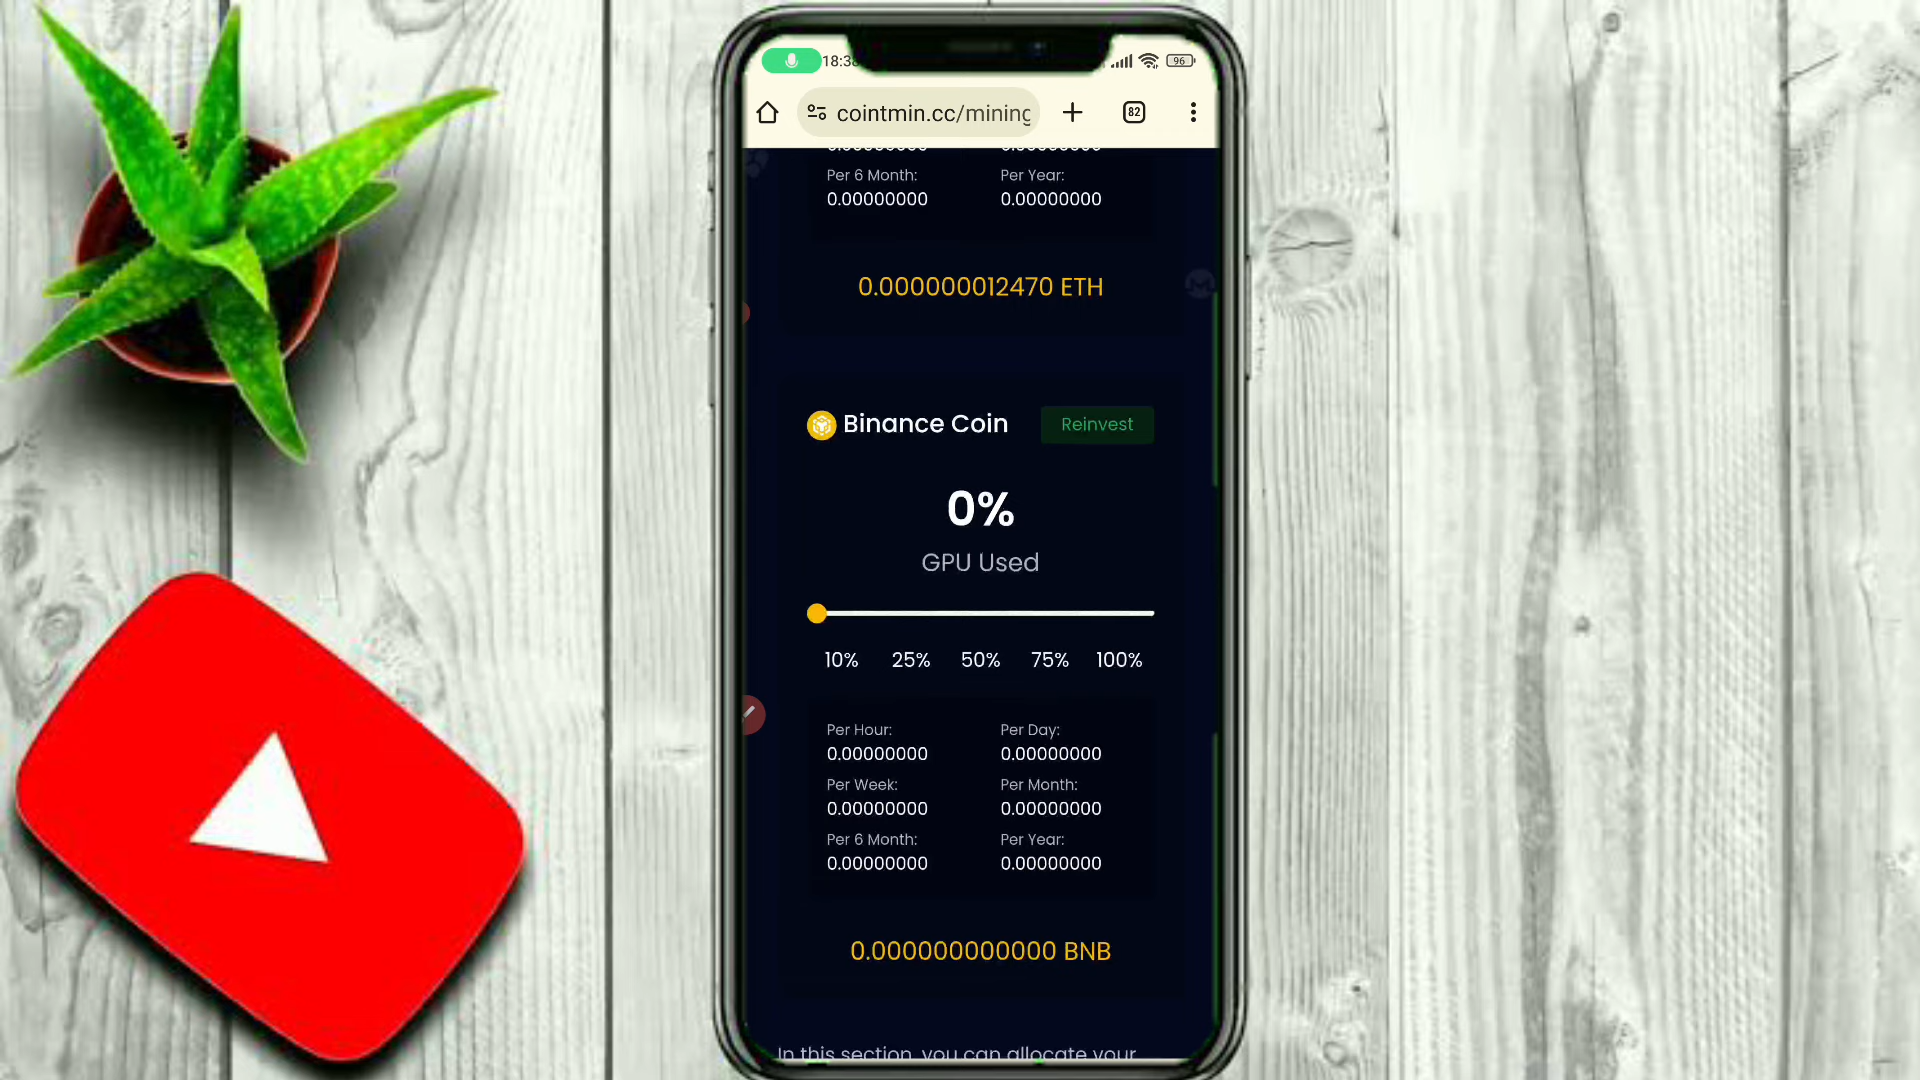 96
82
cointmin.cc/mining
Per 6 Month: Per Year:
0.00000000 0.00000000
0.000000012470 ETH
Binance Coin Reinvest
0%
GPU Used
10% 25% 50% 75% 100%
Per Hour: Per Day:
0.00000000 0.00000000
Per Week: Per Month:
0.00000000 0.00000000
Per 6 Month: Per Year:
0.00000000 0.00000000
0.000000000000 BNB
In this section, you can allocate your